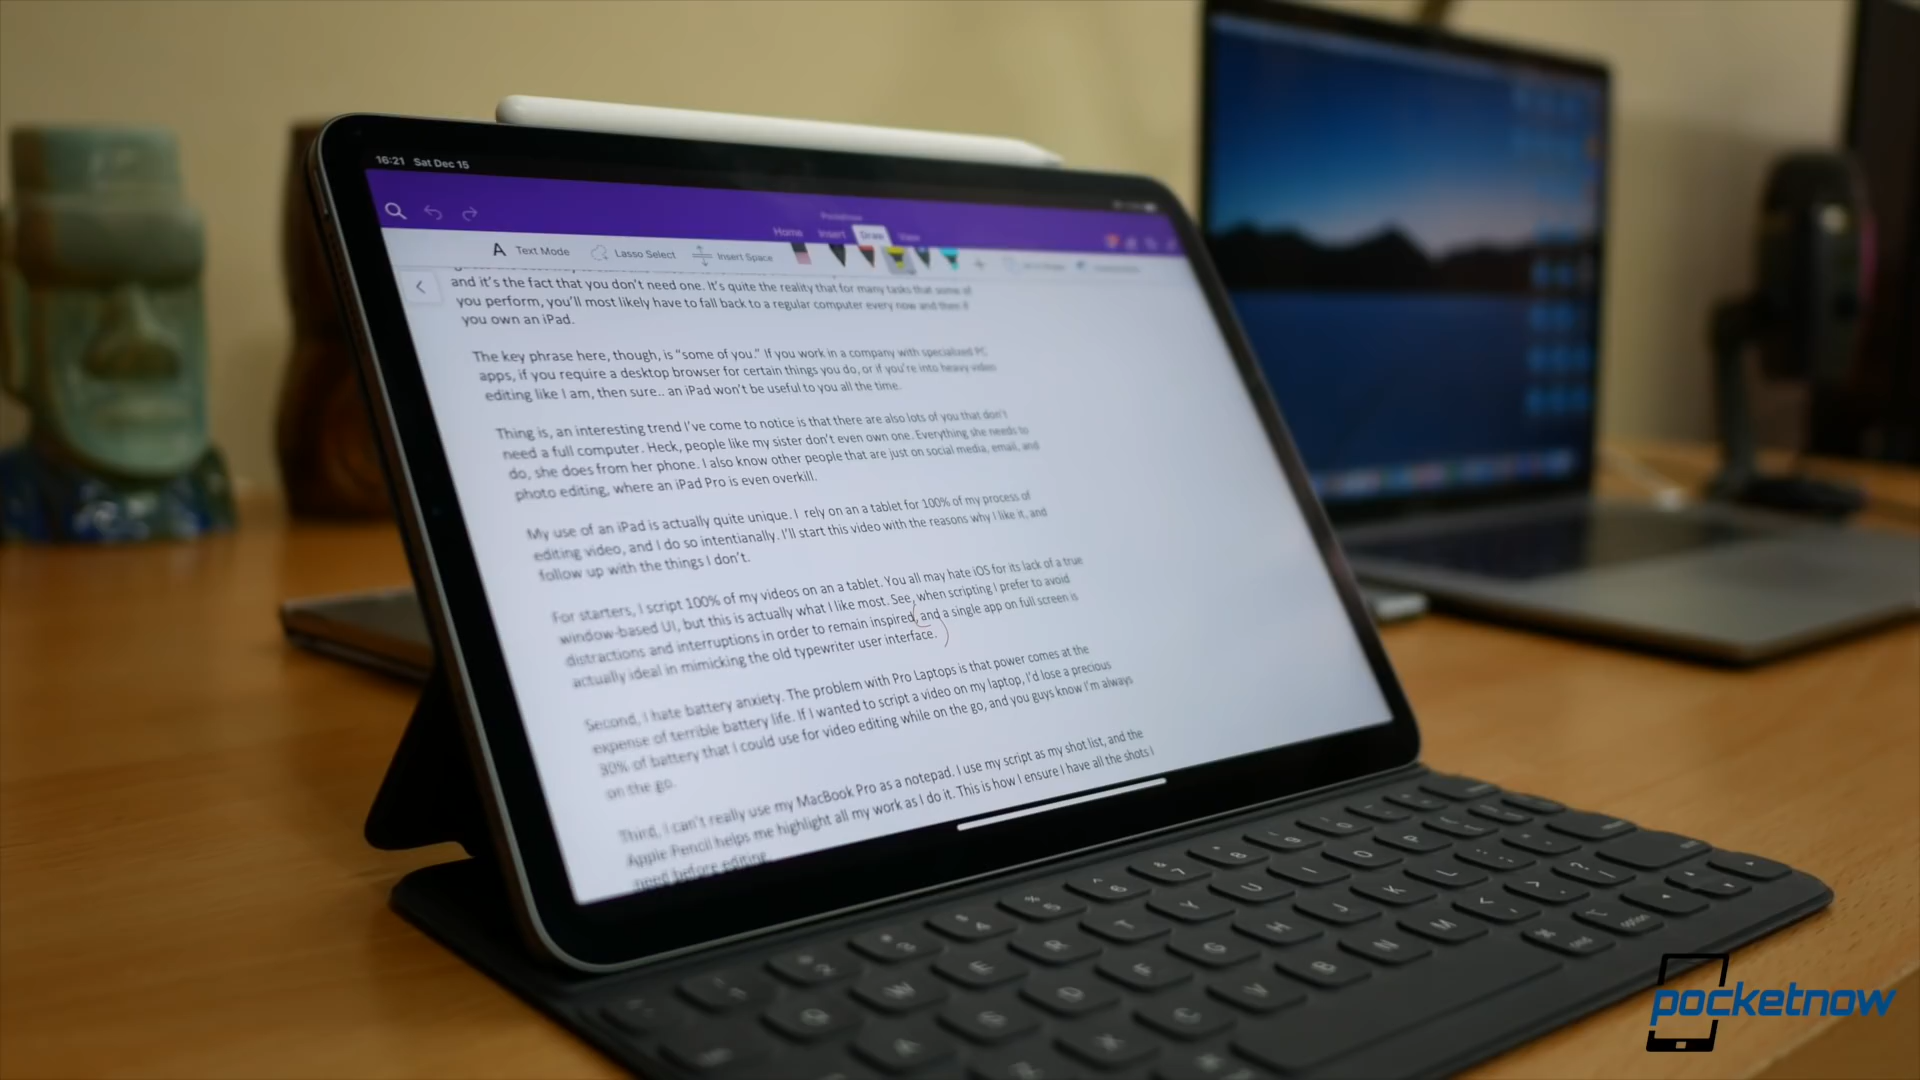 16:21 Sat Dec 15
Pocketnow
Home Insert Draw View
A Text Mode Lasso Select Insert Space
and it's the fact that you don't need one. It's quite the reality that for many tasks that some of
you perform, you'll most likely have to fall back to a regular computer every now and then if
you own an iPad.
The key phrase here, though, is "some of you." If you work in a company with specialized PC
apps, if you require a desktop browser for certain things you do, or if you're into heavy video
editing like I am, then sure.. an iPad won't be useful to you all the time.
Thing is, an interesting trend I've come to notice is that there are also lots of you that don't
need a full computer. Heck, people like my sister don't even own one. Everything she needs to
do, she does from her phone. I also know other people that are just on social media, email, and
photo editing, where an iPad Pro is even overkill.
My use of an iPad is actually quite unique. I rely on an a tablet for 100% of my process of
editing video, and I do so intentianally. I'll start this video with the reasons why I like it, and
follow up with the things I don't.
For starters, I script 100% of my videos on an a tablet. You all may hate iOS for its lack of a true
window-based UI, but this is actually what I like most. See, when scripting I prefer to avoid
distractions and interruptions in order to remain inspired, and a single app on full screen is
actually ideal in mimicking the old typewriter user interface.
Second, I hate battery anxiety. The problem with Pro Laptops is that power comes at the
expense of terrible battery life. If I wanted to script a video on my laptop, I'd lose a precious
30% of battery that I could use for video editing while on the go, and you guys know I'm always
on the go.
Third, I can't really use my MacBook Pro as a notepad. I use my script as my shot list, and the
Apple Pencil helps me highlight all my work as I do it. This is how I ensure I have all the shots I
need before editing.
4 5 6 7 8 9
W E R T Y U I O P
S D F G H J K L
X C V B N M
cmd option
pocketnow